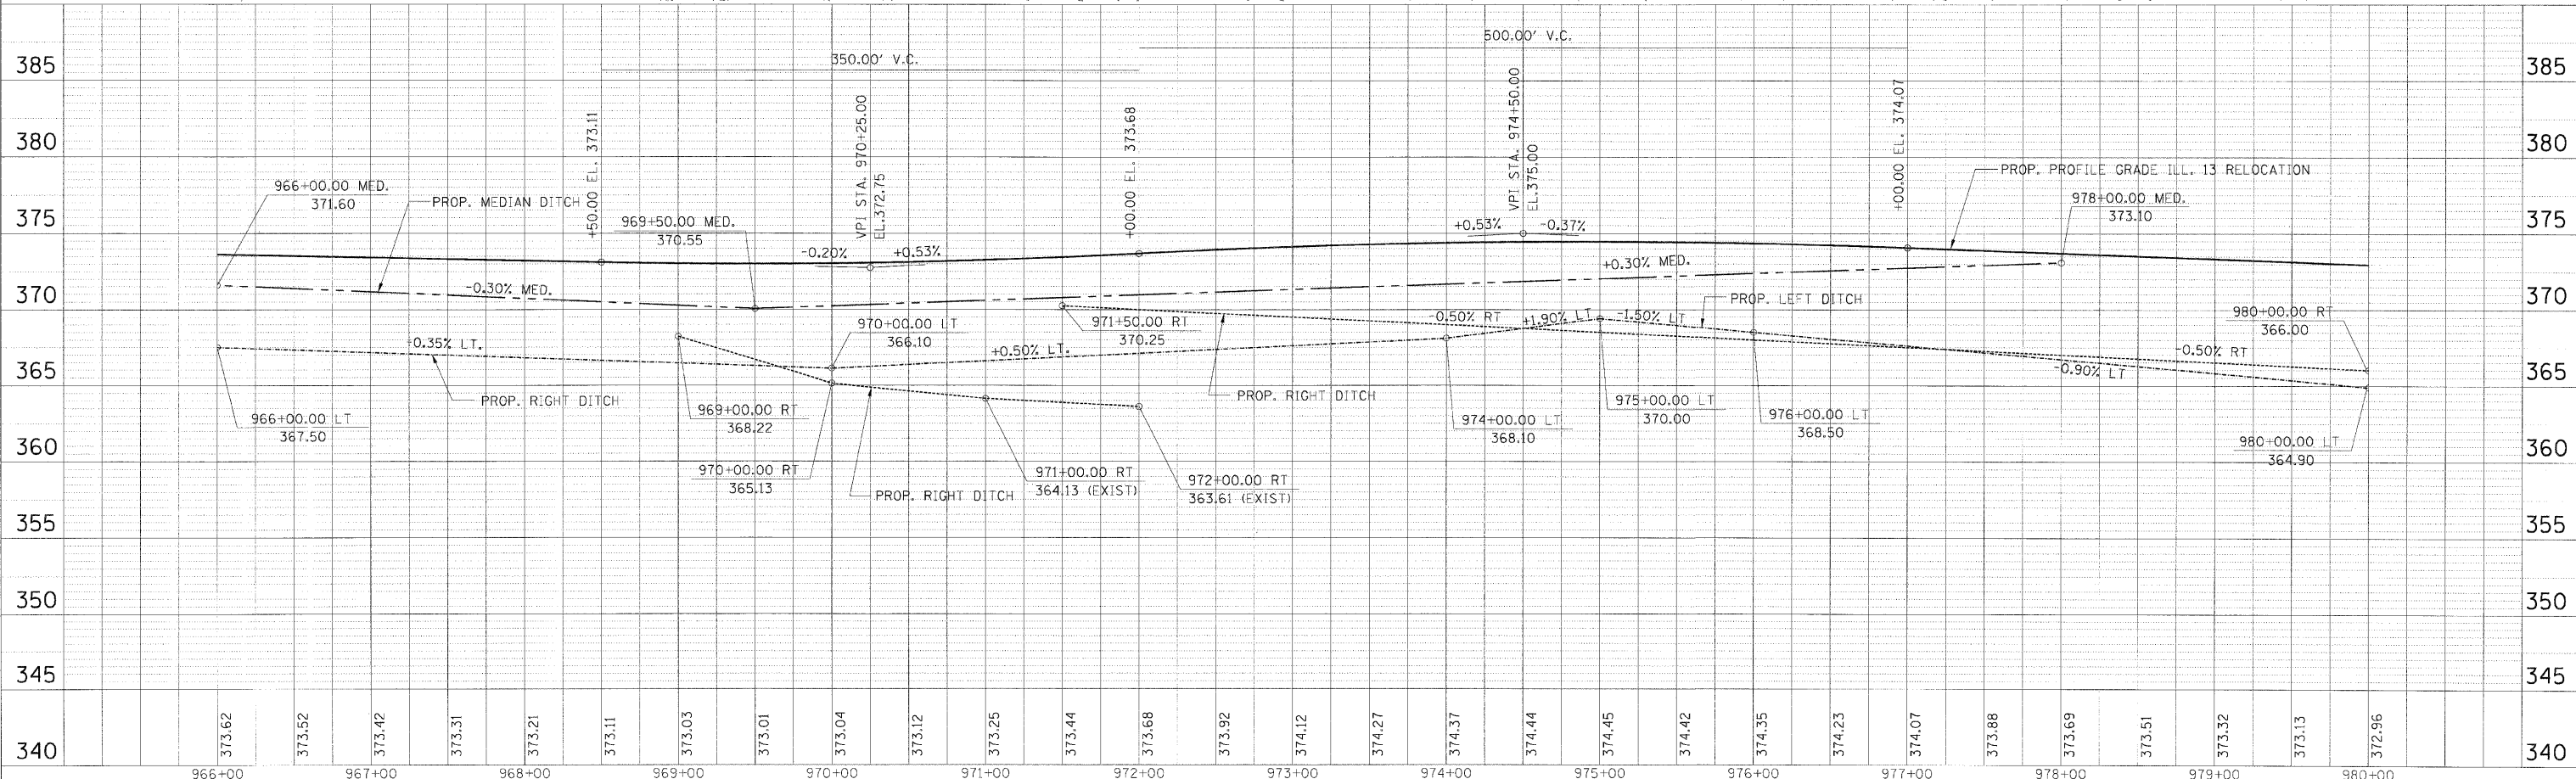 500.00' V.C.
350.00' V.C.
385
385
380
380
375
375
370
370
365
365
360
360
355
355
350
350
345
345
340
340
+50.00 EL. 373.11
VPI STA. 970+25.00
EL.372.75
+00.00 EL. 373.68
VPI STA. 974+50.00
EL.375.00
+00.00 EL. 374.07
PROP. PROFILE GRADE ILL. 13 RELOCATION
966+00.00 MED.
371.60
PROP. MEDIAN DITCH
969+50.00 MED.
370.55
978+00.00 MED.
373.10
-0.20%
+0.53%
+0.53%
-0.37%
-0.30% MED.
+0.30% MED.
PROP. LEFT DITCH
970+00.00 LT
366.10
971+50.00 RT
370.25
-0.50% RT
+1.90% LT
-1.50% LT
980+00.00 RT
366.00
-0.35% LT.
+0.50% LT.
-0.50% RT
-0.90% LT
PROP. RIGHT DITCH
PROP. RIGHT DITCH
966+00.00 LT
367.50
969+00.00 RT
368.22
974+00.00 LT
368.10
975+00.00 LT
370.00
976+00.00 LT
368.50
980+00.00 LT
364.90
970+00.00 RT
365.13
PROP. RIGHT DITCH
971+00.00 RT
364.13 (EXIST)
972+00.00 RT
363.61 (EXIST)
373.62
373.52
373.42
373.31
373.21
373.11
373.03
373.01
373.04
373.12
373.25
373.44
373.68
373.92
374.12
374.27
374.37
374.44
374.45
374.42
374.35
374.23
374.07
373.88
373.69
373.51
373.32
373.13
372.96
966+00
967+00
968+00
969+00
970+00
971+00
972+00
973+00
974+00
975+00
976+00
977+00
978+00
979+00
980+00